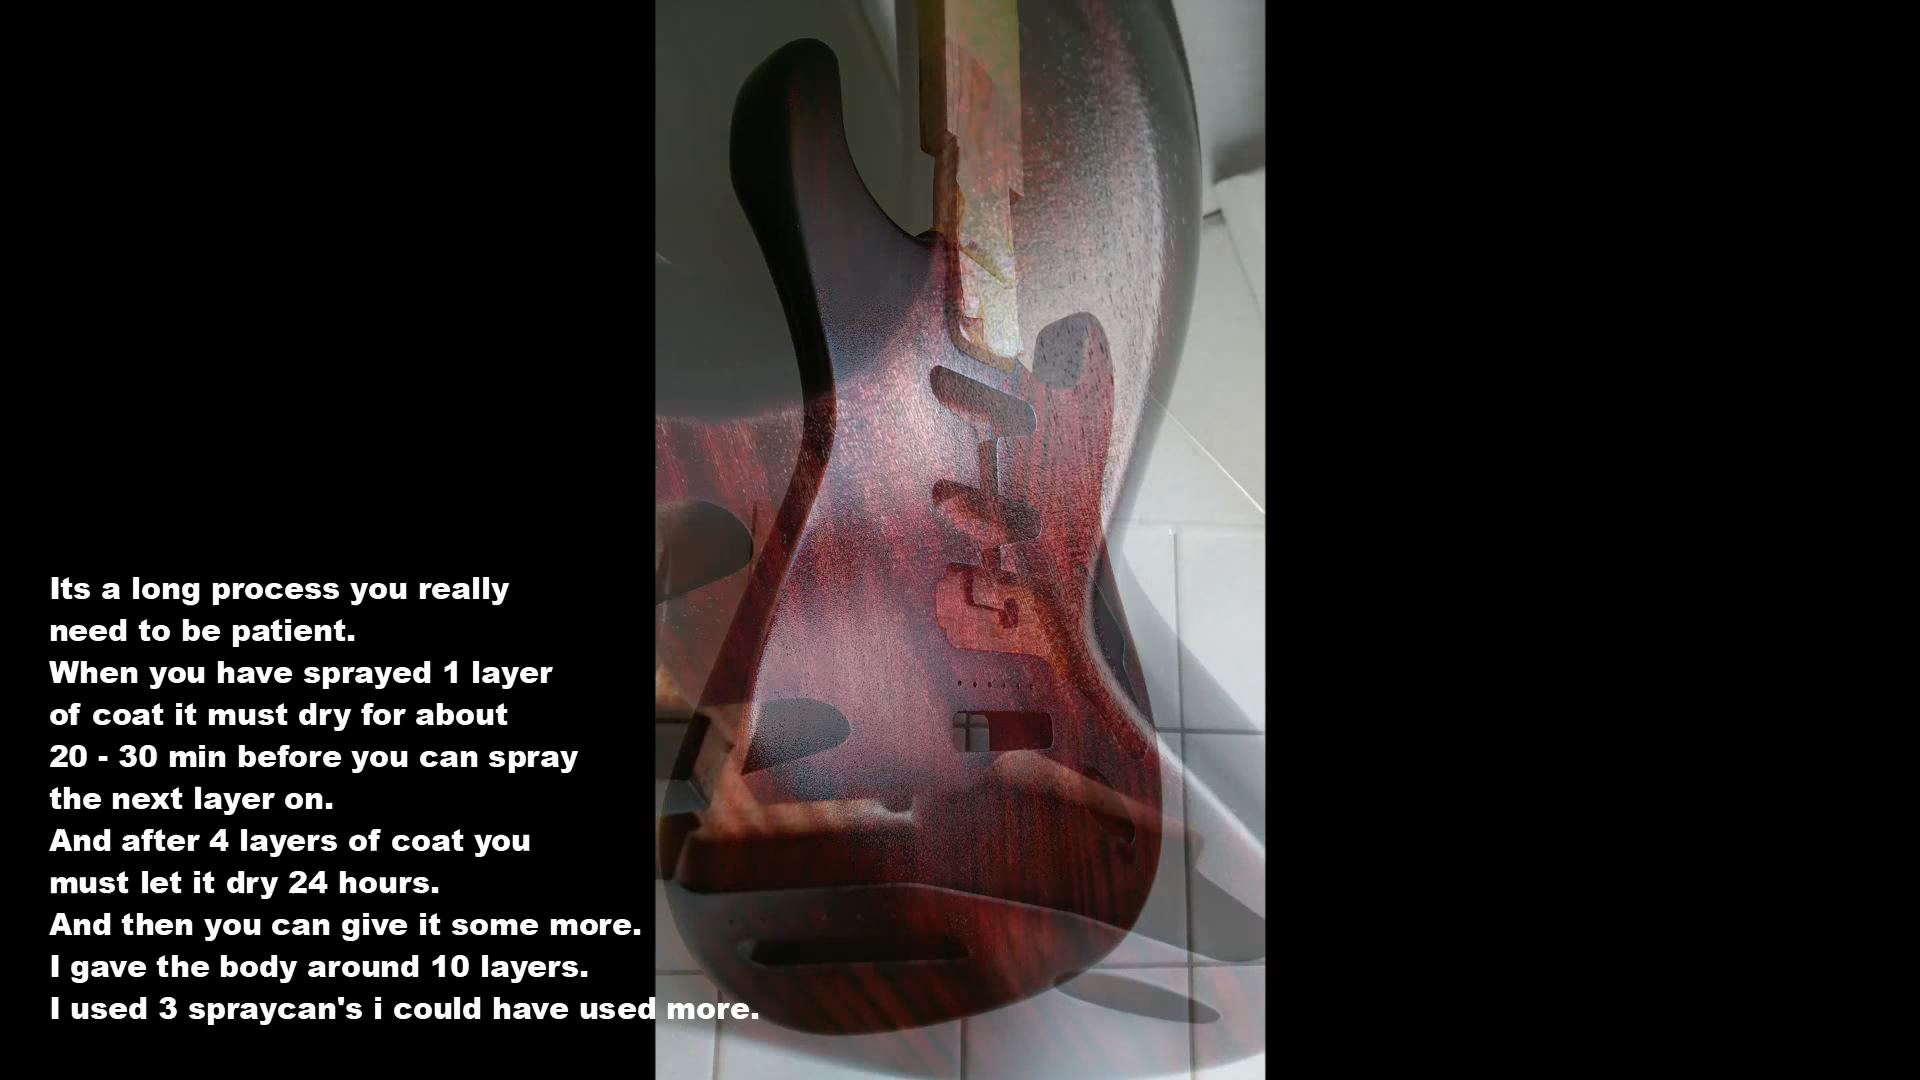 Its a long process you really
need to be patient.
When you have sprayed 1 layer
of coat it must dry for about
20 - 30 min before you can spray
the next layer on.
And after 4 layers of coat you
must let it dry 24 hours.
And then you can give it some more.
I gave the body around 10 layers.
I used 3 spraycan's i could have used more.